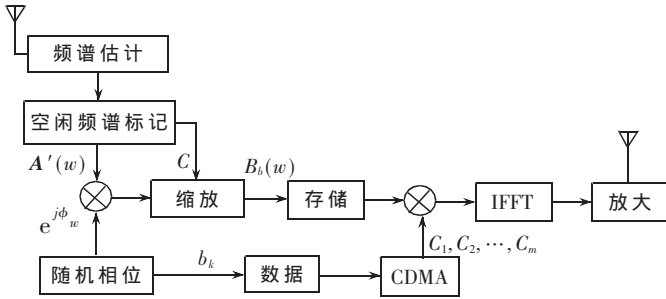 频谱估计
空闲频谱标记
A′(w)
C
B_b(w)
缩放
存储
IFFT
放大
e^{jϕ_w}
C_1, C_2, ⋯, C_m
随机相位
b_k
数据
CDMA